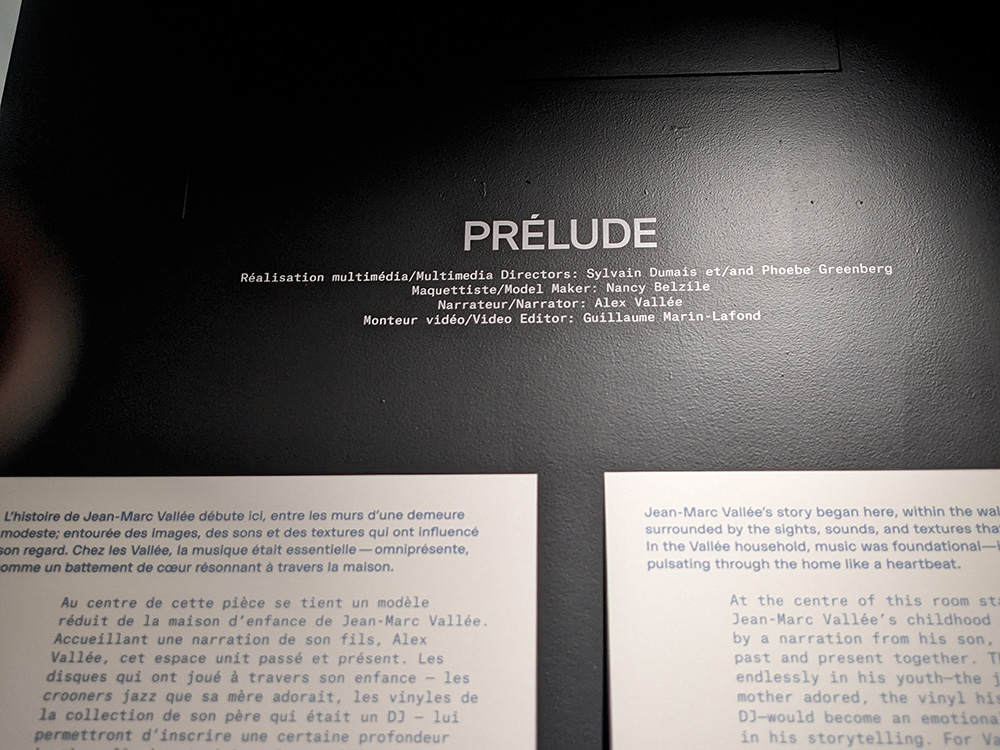 PRÉLUDE
Réalisation multimédia/Multimedia Directors: Sylvain Dumais et/and Phoebe Greenberg
Maquettiste/Model Maker: Nancy Belzile
Narrateur/Narrator: Alex Vallée
Monteur vidéo/Video Editor: Guillaume Marin-Lafond
L'histoire de Jean-Marc Vallée débute ici, entre les murs d'une demeure
modeste; entourée des images, des sons et des textures qui ont influencé
son regard. Chez les Vallée, la musique était essentielle — omniprésente,
comme un battement de cœur résonnant à travers la maison.
Au centre de cette pièce se tient un modèle
réduit de la maison d'enfance de Jean-Marc Vallée.
Accueillant une narration de son fils, Alex
Vallée, cet espace unit passé et présent. Les
disques qui ont joué à travers son enfance — les
crooners jazz que sa mère adorait, les vinyles de
la collection de son père qui était un DJ — lui
permettront d'inscrire une certaine profondeur
Jean-Marc Vallée's story began here, within the
surrounded by the sights, sounds, and textures
In the Vallée household, music was foundational—
pulsating through the home like a heartbeat.
At the centre of this room
Jean-Marc Vallée's childhood
by a narration from his son,
past and present together.
endlessly in his youth—the
mother adored, the vinyl
DJ—would become an
in his storytelling. For